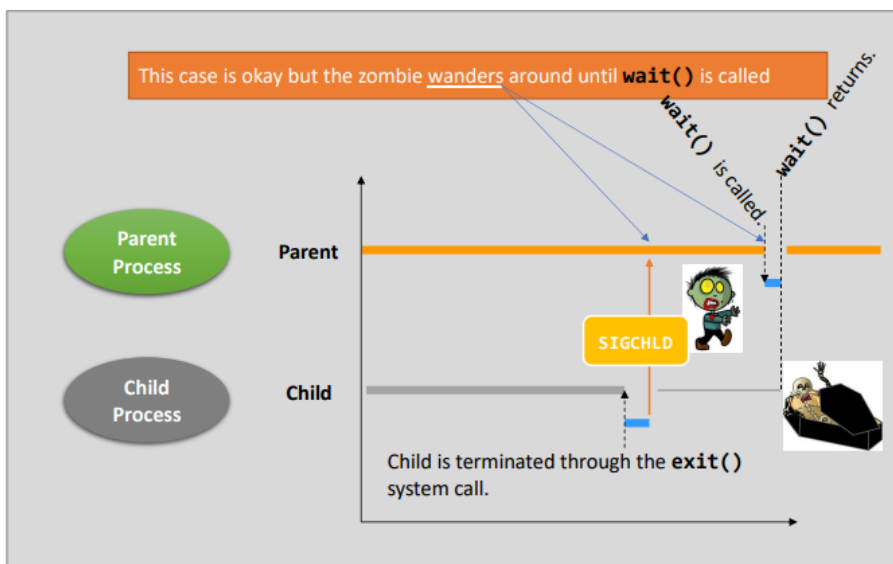 This case is okay but the zombie wanders around until wait() is called
wait() is called.
wait() returns.
Parent
Process
Parent
SIGCHLD
Child
Process
Child
Child is terminated through the exit()
system call.